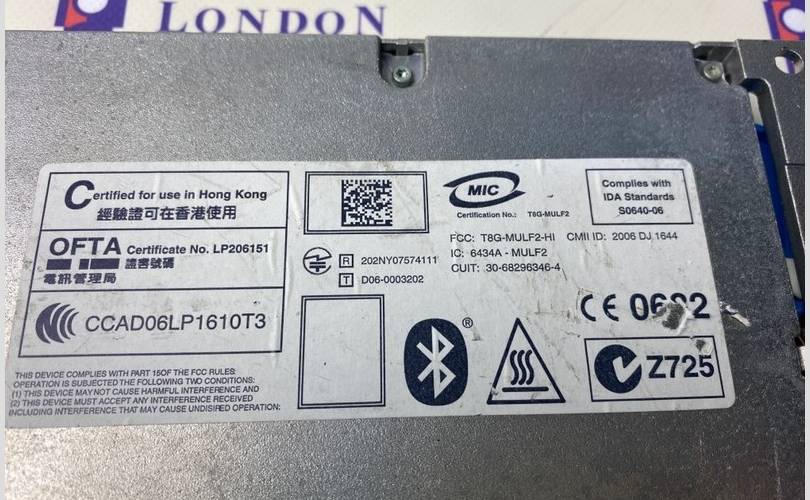 LONDON
Certified for use in Hong Kong
經驗證可在香港使用
OFTA Certificate No. LP206151
證書號碼
電訊管理局
CCAD06LP1610T3
THIS DEVICE COMPLIES WITH PART 15OF THE FCC RULES:
OPERATION IS SUBJECTED THE FOLLOWING TWO CONDITIONS:
(1) THIS DEVICE MAY NOT CAUSE HARMFUL INTERFERENCE AND
(2) THIS DEVICE MUST ACCEPT ANY INTERFERENCE RECEIVED
INCLUDING INTERFERENCE THAT MAY CAUSE UNDISIRED OPERATION:
R 202NY07574111
T D06-0003202
MIC
Certification No.: T8G-MULF2
FCC: T8G-MULF2-HI CMII ID: 2006 DJ 1644
IC: 6434A - MULF2
CUIT: 30-68296346-4
Complies with
IDA Standards
S0640-06
CE
®
Z725